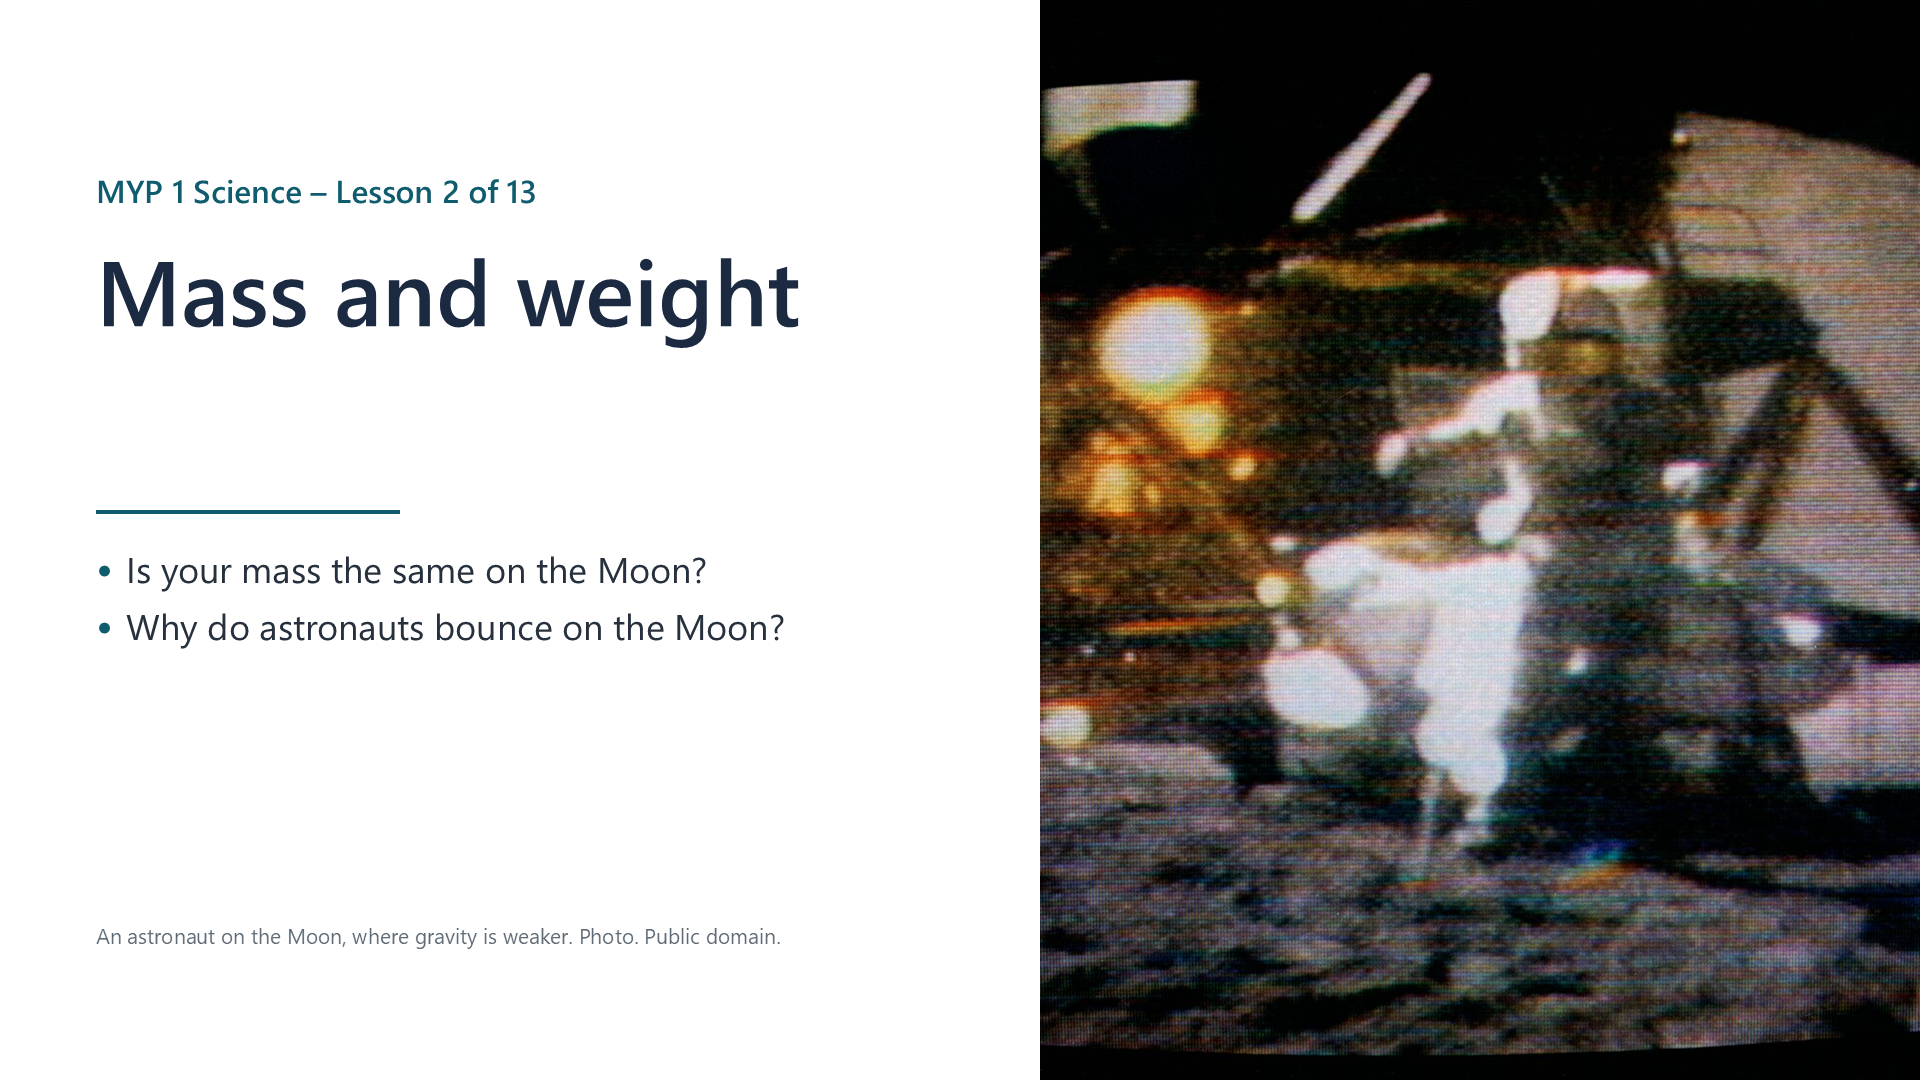 MYP 1 Science – Lesson 2 of 13
Mass and weight
• Is your mass the same on the Moon?
• Why do astronauts bounce on the Moon?
An astronaut on the Moon, where gravity is weaker. Photo. Public domain.